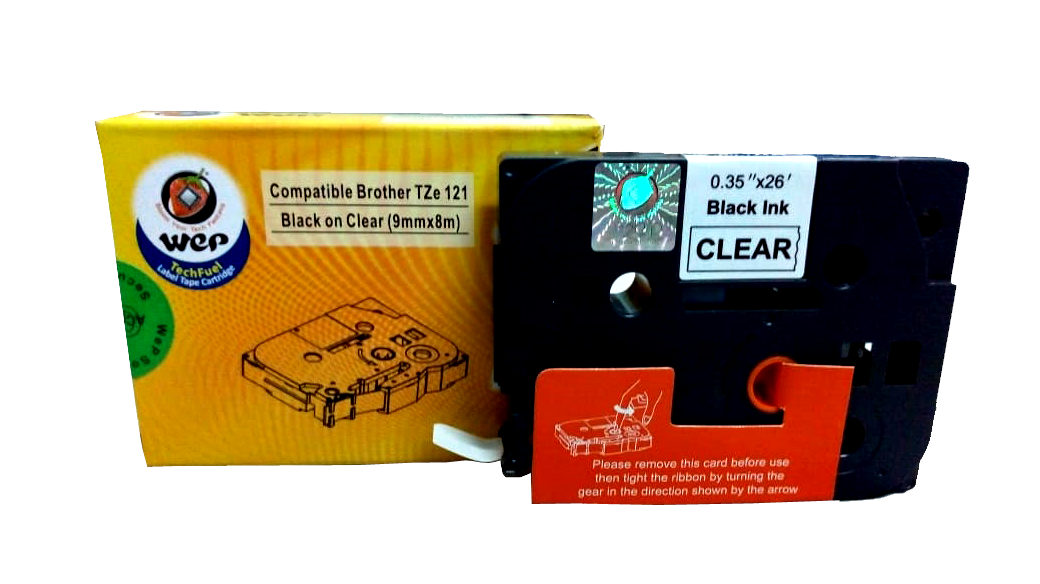 Compatible Brother TZe 121
Black on Clear (9mmx8m)
wep
TechFuel
Label Tape Cartridge
0.35"x26'
Black Ink
CLEAR
Please remove this card before use
then tight the ribbon by turning the
gear in the direction shown by the arrow